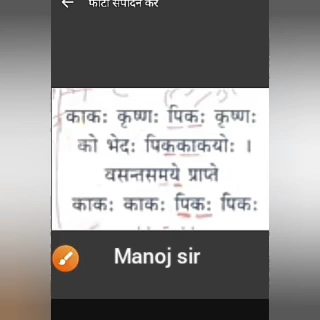 फोटो संपादित करें
काकः कृष्णः पिकः कृष्णः
को भेदः पिककाकयोः ।
वसन्तसमये प्राप्ते
काकः काकः पिकः पिकः
Manoj sir